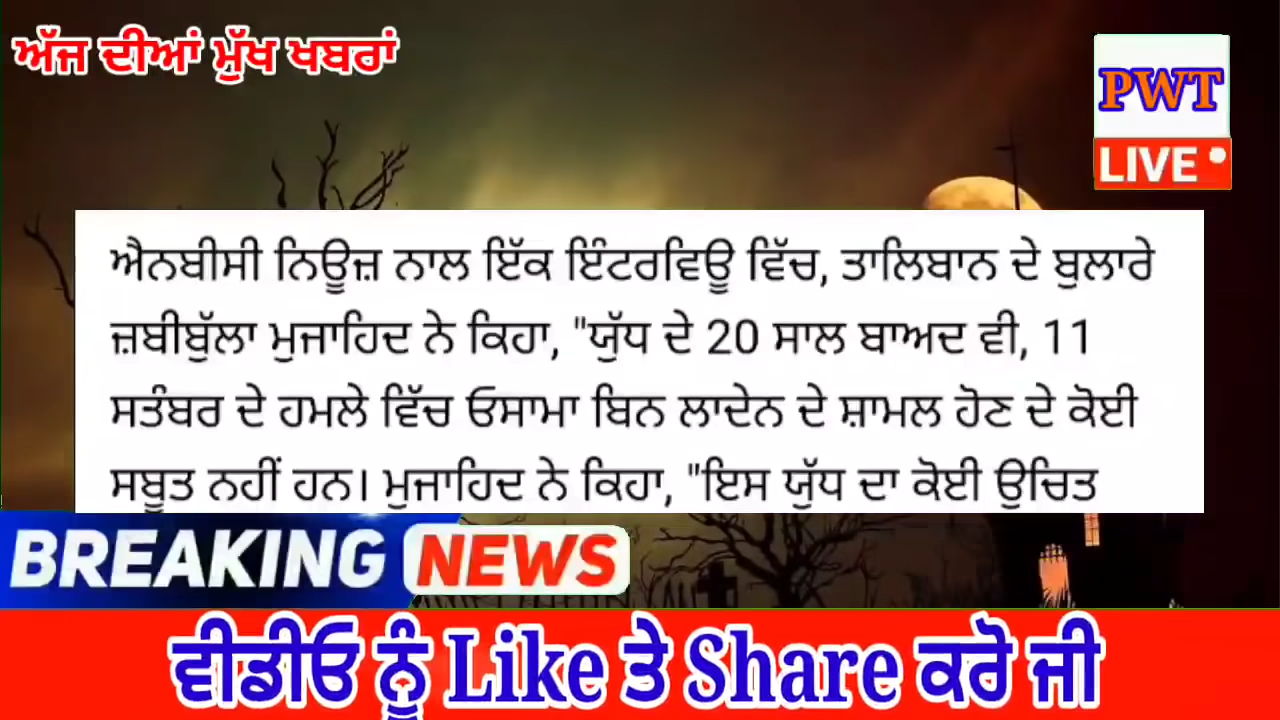 ਅੱਜ ਦੀਆਂ ਮੁੱਖ ਖਬਰਾਂ
PWT
LIVE
ਐਨਬੀਸੀ ਨਿਊਜ਼ ਨਾਲ ਇੱਕ ਇੰਟਰਵਿਊ ਵਿੱਚ, ਤਾਲਿਬਾਨ ਦੇ ਬੁਲਾਰੇ
ਜ਼ਬੀਬੁੱਲਾ ਮੁਜਾਹਿਦ ਨੇ ਕਿਹਾ, "ਯੁੱਧ ਦੇ 20 ਸਾਲ ਬਾਅਦ ਵੀ, 11
ਸਤੰਬਰ ਦੇ ਹਮਲੇ ਵਿੱਚ ਓਸਾਮਾ ਬਿਨ ਲਾਦੇਨ ਦੇ ਸ਼ਾਮਲ ਹੋਣ ਦੇ ਕੋਈ
ਸਬੂਤ ਨਹੀਂ ਹਨ। ਮੁਜਾਹਿਦ ਨੇ ਕਿਹਾ, "ਇਸ ਯੁੱਧ ਦਾ ਕੋਈ ਉਚਿਤ
BREAKING NEWS
ਵੀਡੀਓ ਨੂੰ Like ਤੇ Share ਕਰੋ ਜੀ